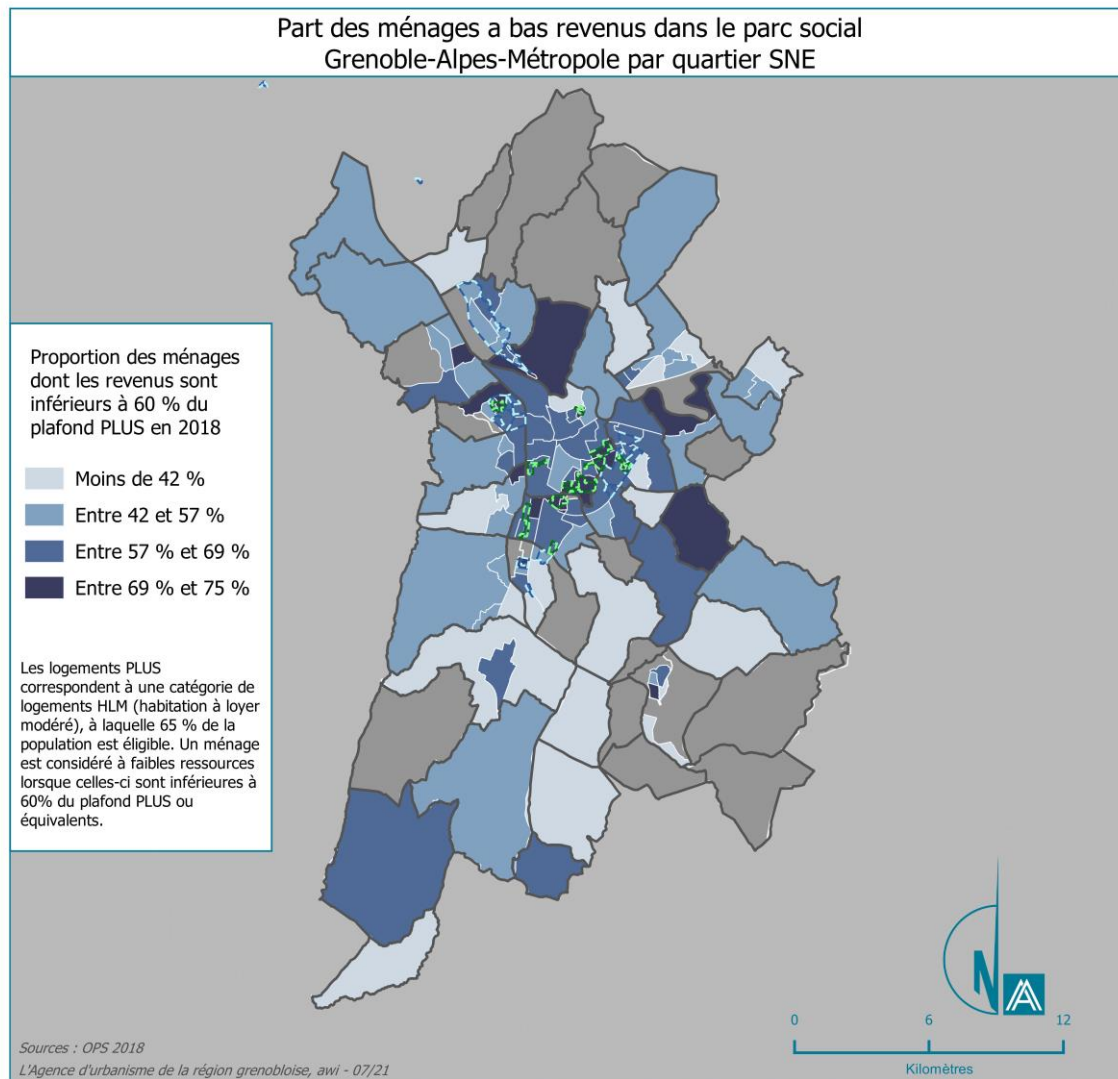 Part des ménages a bas revenus dans le parc social
Grenoble-Alpes-Métropole par quartier SNE
Proportion des ménages
dont les revenus sont
inférieurs à 60 % du
plafond PLUS en 2018
Moins de 42 %
Entre 42 et 57 %
Entre 57 % et 69 %
Entre 69 % et 75 %
Les logements PLUS
correspondent à une catégorie de
logements HLM (habitation à loyer
modéré), à laquelle 65 % de la
population est éligible. Un ménage
est considéré à faibles ressources
lorsque celles-ci sont inférieures à
60% du plafond PLUS ou
équivalents.
N
0 6 12
Kilomètres
Sources : OPS 2018
L'Agence d'urbanisme de la région grenobloise, awi - 07/21